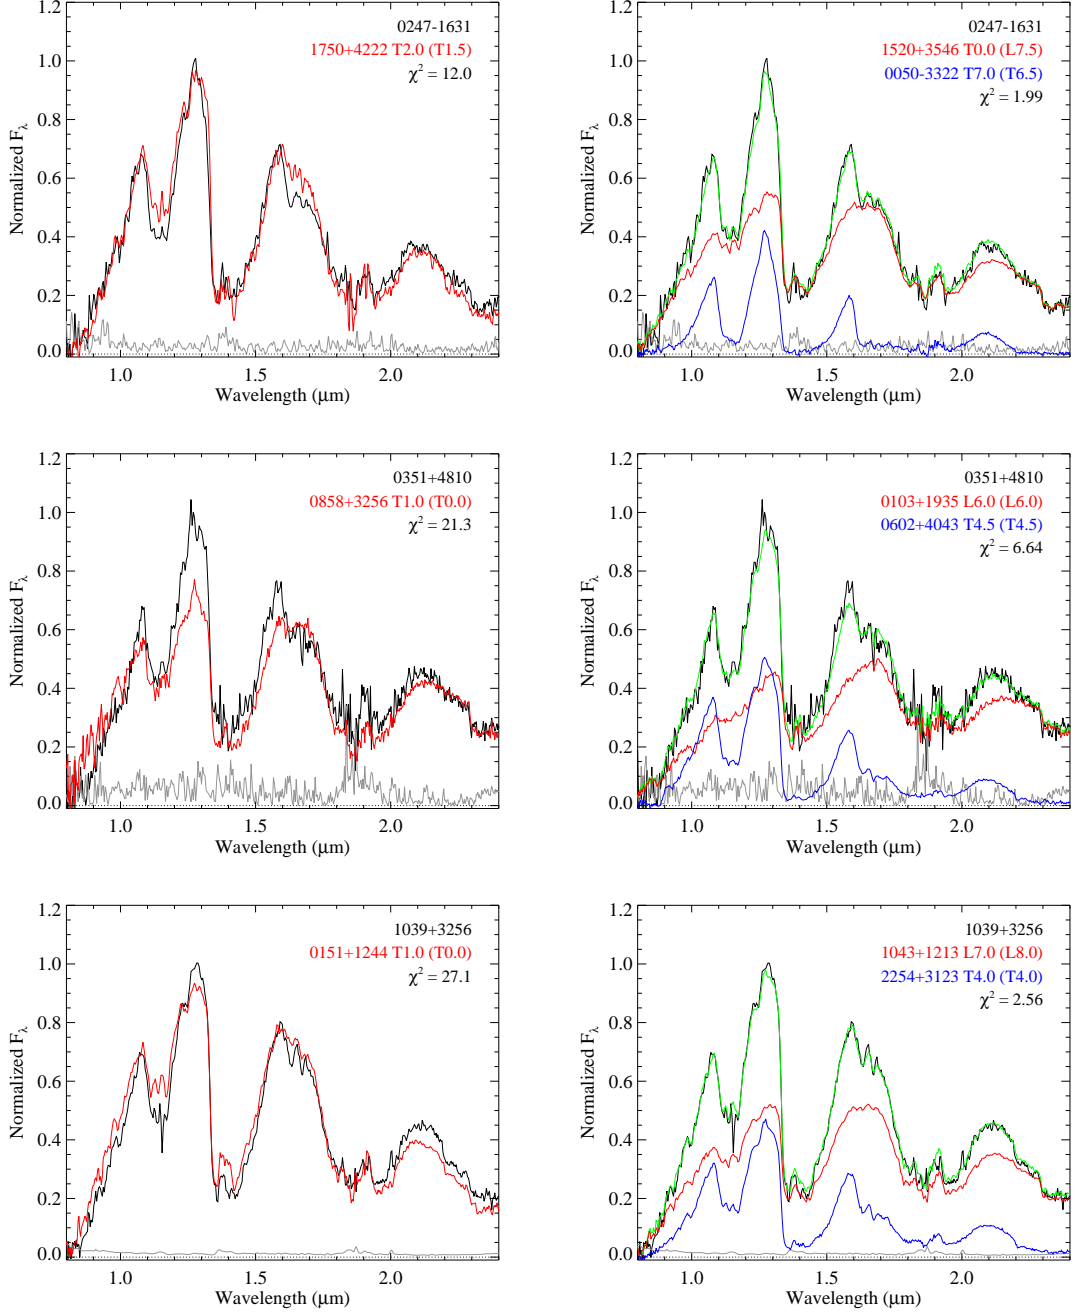 0247-1631
1750+4222 T2.0 (T1.5)
χ² = 12.0
Normalized F_λ
1.2
1.0
0.8
0.6
0.4
0.2
0.0
1.0 1.5 2.0
Wavelength (μm)
0247-1631
1520+3546 T0.0 (L7.5)
0050-3322 T7.0 (T6.5)
χ² = 1.99
Normalized F_λ
1.2
1.0
0.8
0.6
0.4
0.2
0.0
1.0 1.5 2.0
Wavelength (μm)
0351+4810
0858+3256 T1.0 (T0.0)
χ² = 21.3
Normalized F_λ
1.2
1.0
0.8
0.6
0.4
0.2
0.0
1.0 1.5 2.0
Wavelength (μm)
0351+4810
0103+1935 L6.0 (L6.0)
0602+4043 T4.5 (T4.5)
χ² = 6.64
Normalized F_λ
1.2
1.0
0.8
0.6
0.4
0.2
0.0
1.0 1.5 2.0
Wavelength (μm)
1039+3256
0151+1244 T1.0 (T0.0)
χ² = 27.1
Normalized F_λ
1.2
1.0
0.8
0.6
0.4
0.2
0.0
1.0 1.5 2.0
Wavelength (μm)
1039+3256
1043+1213 L7.0 (L8.0)
2254+3123 T4.0 (T4.0)
χ² = 2.56
Normalized F_λ
1.2
1.0
0.8
0.6
0.4
0.2
0.0
1.0 1.5 2.0
Wavelength (μm)